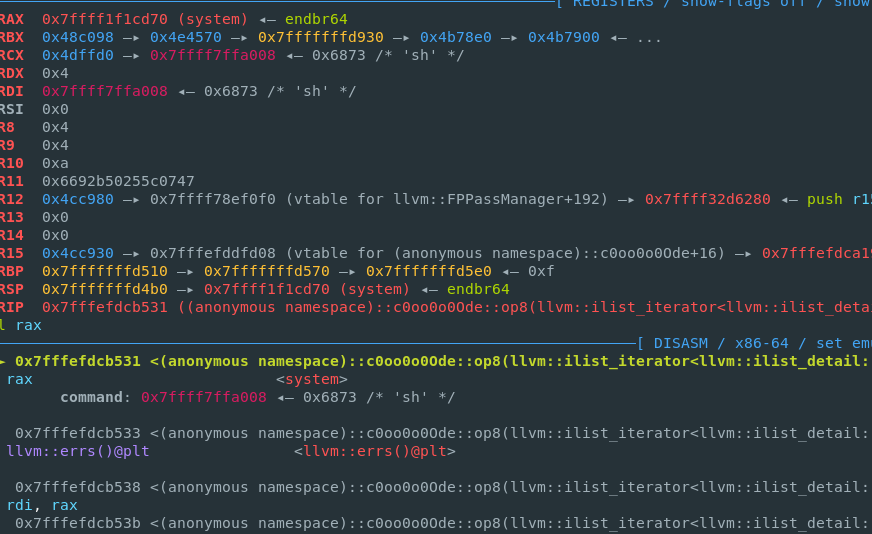 [ REGISTERS / show-flags off / show
RAX 0x7ffff1f1cd70 (system) ◂— endbr64
RBX 0x48c098 —▸ 0x4e4570 —▸ 0x7fffffffd930 —▸ 0x4b78e0 —▸ 0x4b7900 ◂— ...
RCX 0x4dffd0 —▸ 0x7ffff7ffa008 ◂— 0x6873 /* 'sh' */
RDX 0x4
RDI 0x7ffff7ffa008 ◂— 0x6873 /* 'sh' */
RSI 0x0
R8 0x4
R9 0x4
R10 0xa
R11 0x6692b50255c0747
R12 0x4cc980 —▸ 0x7ffff78ef0f0 (vtable for llvm::FPPassManager+192) —▸ 0x7ffff32d6280 ◂— push r15
R13 0x0
R14 0x0
R15 0x4cc930 —▸ 0x7fffefddfd08 (vtable for (anonymous namespace)::c0oo0o0Ode+16) —▸ 0x7fffefdca19
RBP 0x7fffffffd510 —▸ 0x7fffffffd570 —▸ 0x7fffffffd5e0 ◂— 0xf
RSP 0x7fffffffd4b0 —▸ 0x7ffff1f1cd70 (system) ◂— endbr64
RIP 0x7fffefdcb531 ((anonymous namespace)::c0oo0o0Ode::op8(llvm::ilist_iterator<llvm::ilist_deta
l rax
[ DISASM / x86-64 / set emu
► 0x7fffefdcb531 <(anonymous namespace)::c0oo0o0Ode::op8(llvm::ilist_iterator<llvm::ilist_detail:
rax <system>
command: 0x7ffff7ffa008 ◂— 0x6873 /* 'sh' */
0x7fffefdcb533 <(anonymous namespace)::c0oo0o0Ode::op8(llvm::ilist_iterator<llvm::ilist_detail:
llvm::errs()@plt <llvm::errs()@plt>
0x7fffefdcb538 <(anonymous namespace)::c0oo0o0Ode::op8(llvm::ilist_iterator<llvm::ilist_detail:
rdi, rax
0x7fffefdcb53b <(anonymous namespace)::c0oo0o0Ode::op8(llvm::ilist_iterator<llvm::ilist_detail: